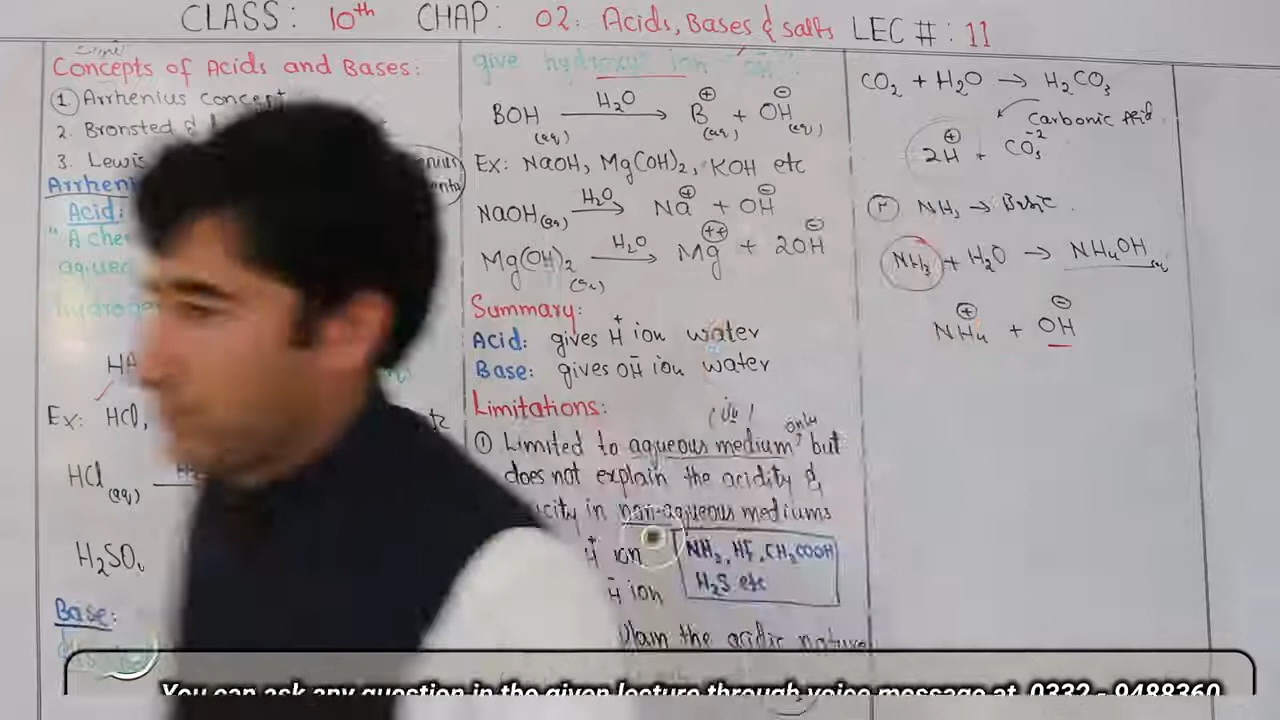 CLASS: 10th CHAP: 02: Acids, Bases & salts LEC #: 11
Concepts of Acids and Bases:
① Arrhenius concept
2. Bronsted &
3. Lewis
Arrheni
Acid:
"A che
hydrogen
HA
Ex: HCl,
HCl(aq)
H₂SO
Base:
give hydroxyl ion "OH⁻"
BOH(aq) —H₂O→ B⊕(aq) + OH⊖(aq)
Ex: NaOH, Mg(OH)₂, KOH etc
NaOH(aq) —H₂O→ Na⊕ + OH⊖
Mg(OH)₂(aq) —H₂O→ Mg⁺⁺ + 2OH⊖
Summary:
Acid: gives H⁺ ion water
Base: gives OH⁻ ion water
Limitations:
① Limited to aqueous medium only but
does not explain the acidity &
city in non-aqueous mediums
H⁺ ion
H⁻ ion
NH₃, HF, CH₃COOH
H₂S etc
plain the acidic nature
CO₂ + H₂O → H₂CO₃
Carbonic Acid
2H⊕ + CO₃⁻²
NH₃ → Basic.
NH₃ + H₂O → NH₄OH
NH₄⊕ + OH⊖
You can ask any question in the given lecture through voice message at 0332 - 9488360